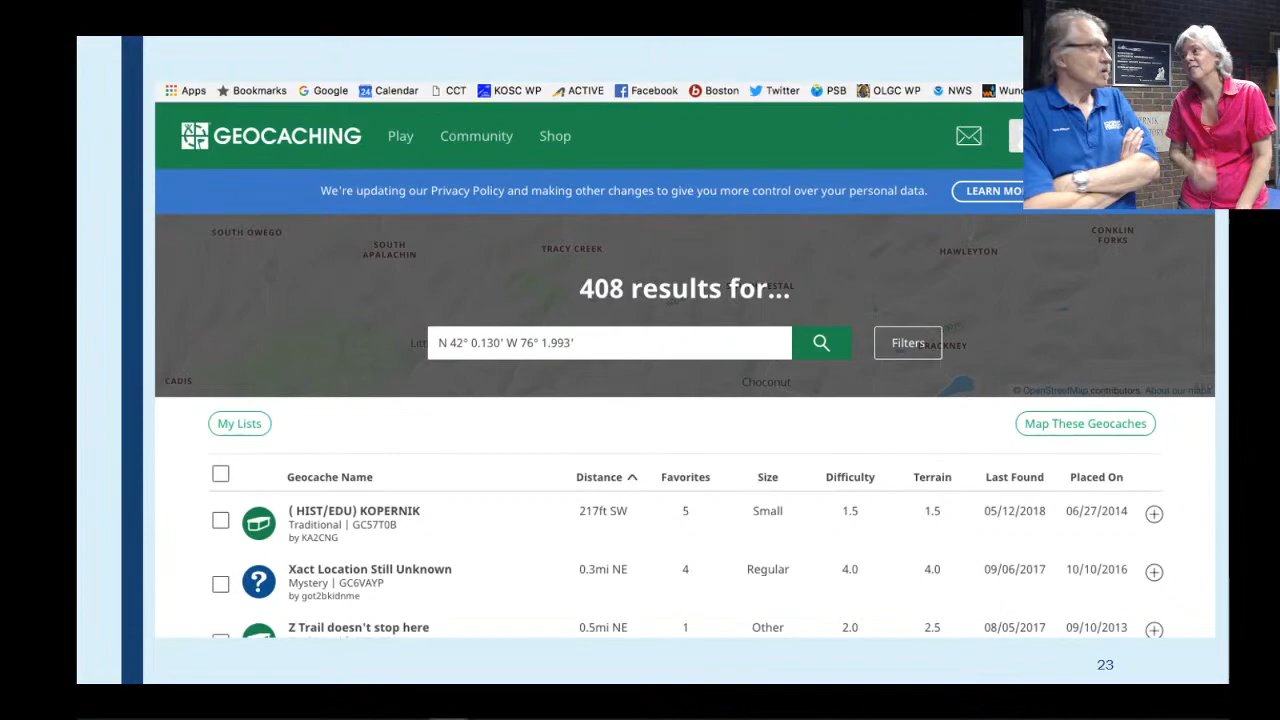 Apps Bookmarks Google Calendar CCT KOSC WP ACTIVE Facebook Boston Twitter PSB OLGC WP NWS Wund
GEOCACHING Play Community Shop
We're updating our Privacy Policy and making other changes to give you more control over your personal data. LEARN MO
SOUTH OWEGO
SOUTH APALACHIN
TRACY CREEK
HAWLEYTON
CONKLIN FORKS
408 results for...
N 42° 0.130' W 76° 1.993'
Filters
CADIS
Choconut
© OpenStreetMap contributors. About our maps
My Lists
Map These Geocaches
Geocache Name Distance Favorites Size Difficulty Terrain Last Found Placed On
( HIST/EDU) KOPERNIK 217ft SW 5 Small 1.5 1.5 05/12/2018 06/27/2014
Traditional | GC57T0B
by KA2CNG
Xact Location Still Unknown 0.3mi NE 4 Regular 4.0 4.0 09/06/2017 10/10/2016
Mystery | GC6VAYP
by got2bkidnme
Z Trail doesn't stop here 0.5mi NE 1 Other 2.0 2.5 08/05/2017 09/10/2013
23